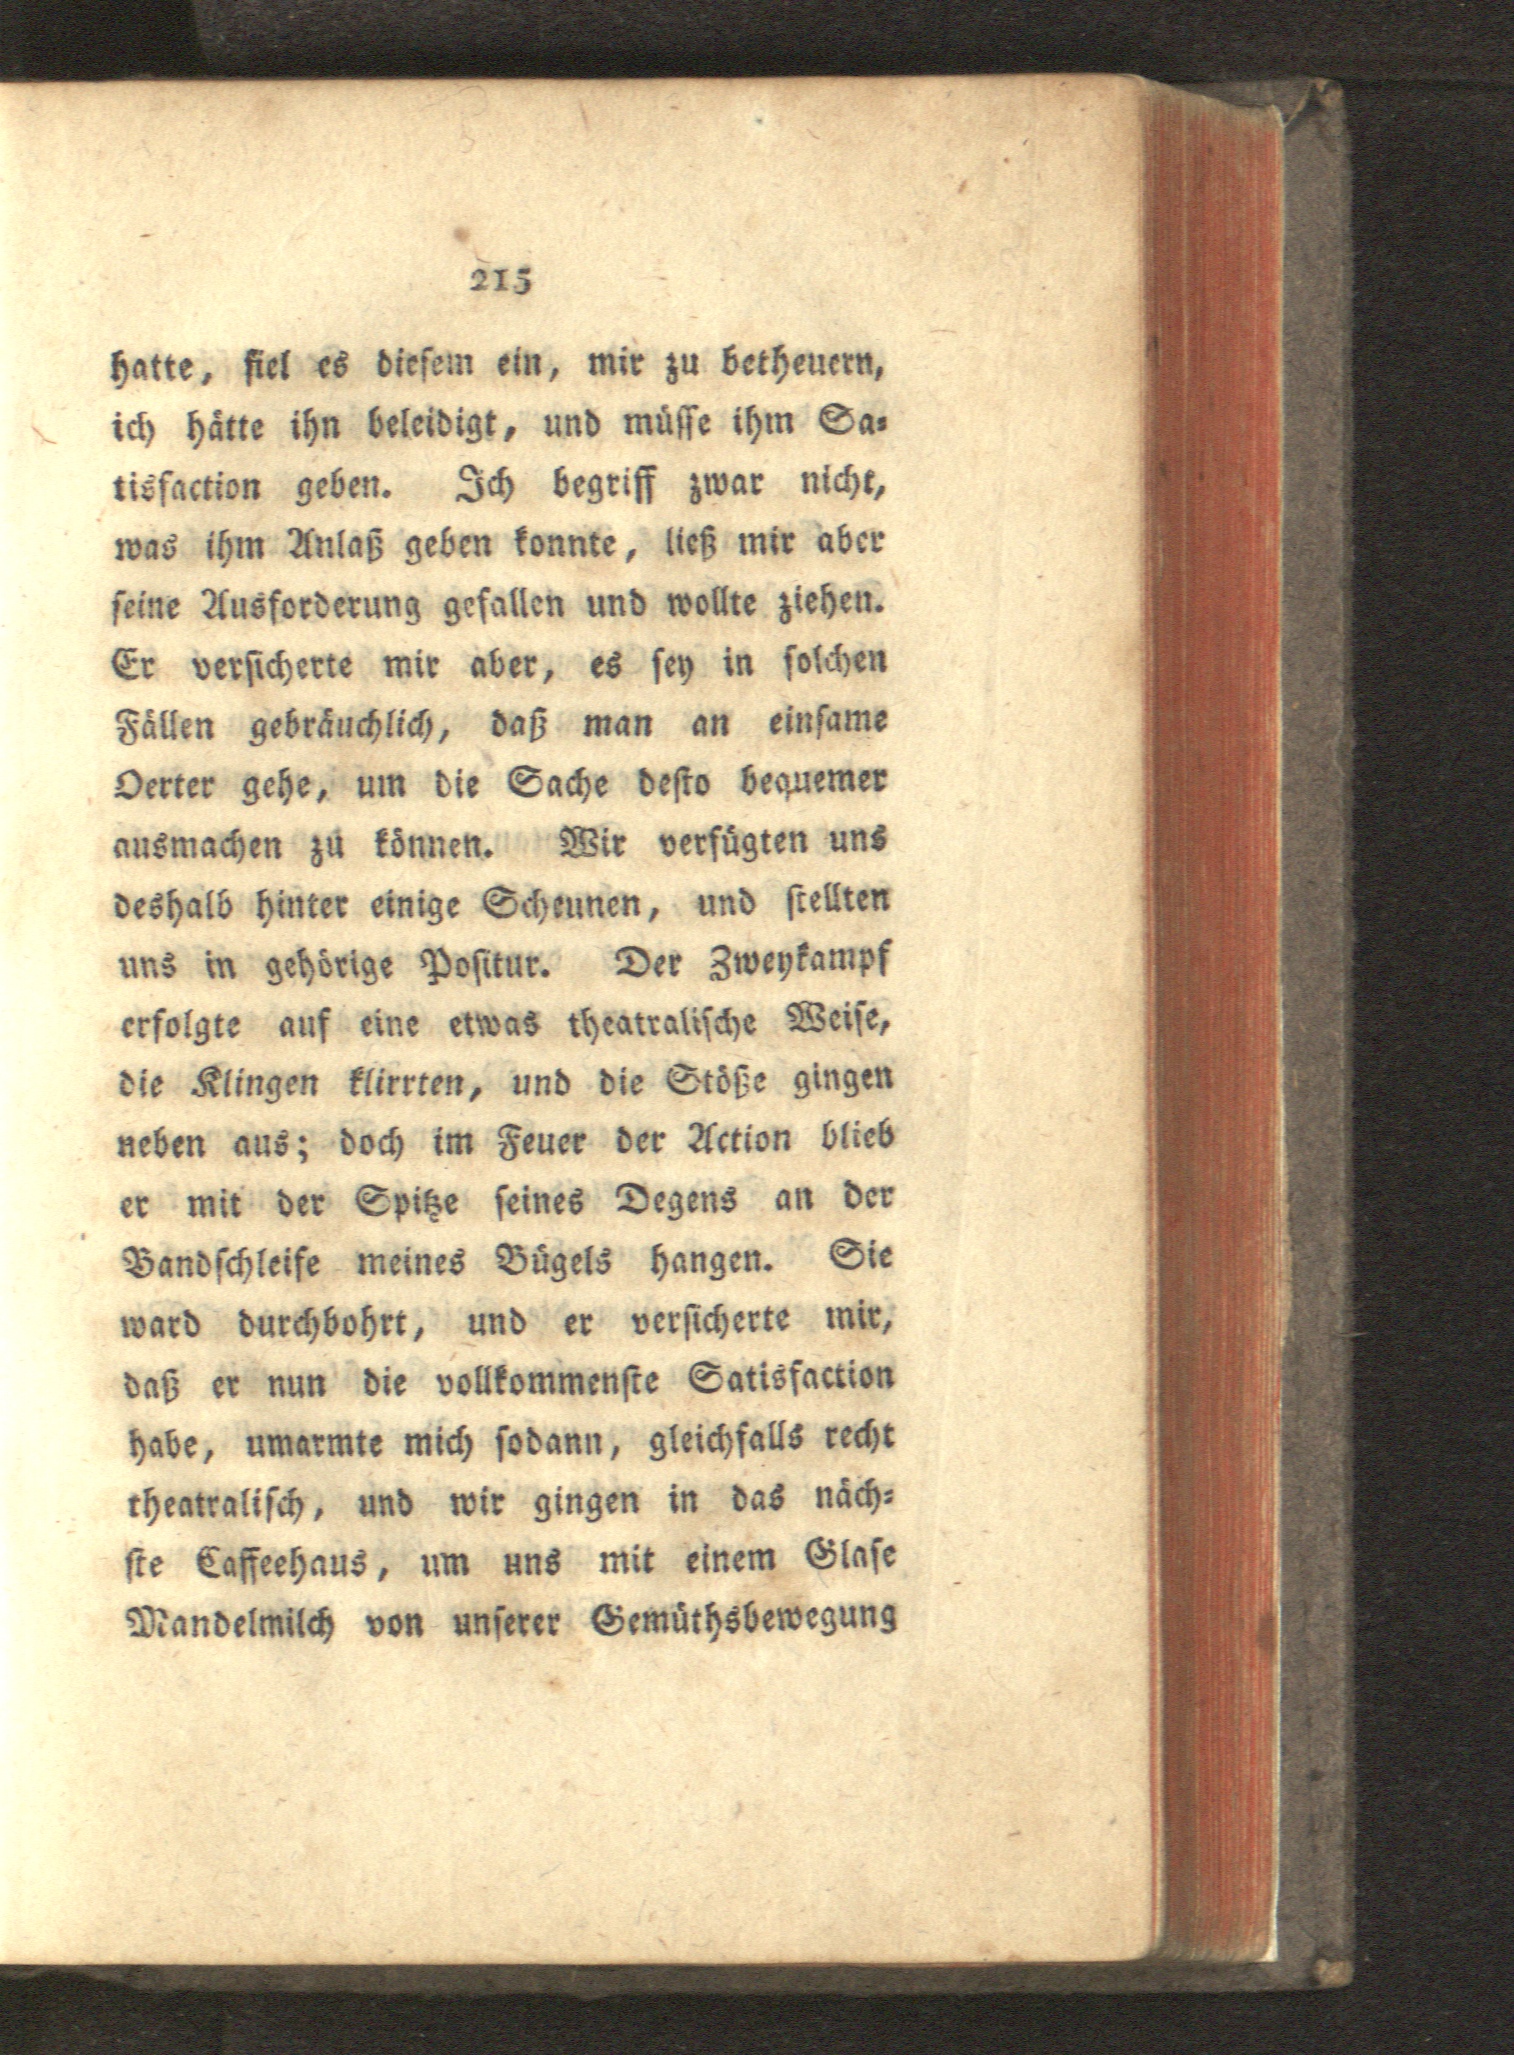 215
hatte, fiel es diesem ein, mir zu betheuern,
ich hätte ihn beleidigt, und müsse ihm Sa-
tisfaction geben. Ich begriff zwar nicht,
was ihm Anlaß geben konnte, ließ mir aber
seine Ausforderung gefallen und wollte ziehen.
Er versicherte mir aber, es sey in solchen
Fällen gebräuchlich, daß man an einsame
Oerter gehe, um die Sache desto bequemer
ausmachen zu können. Wir verfügten uns
deshalb hinter einige Scheunen, und stellten
uns in gehörige Positur. Der Zweykampf
erfolgte auf eine etwas theatralische Weise,
die Klingen klirrten, und die Stöße gingen
neben aus; doch im Feuer der Action blieb
er mit der Spitze seines Degens an der
Bandschleife meines Bügels hangen. Sie
ward durchbohrt, und er versicherte mir,
daß er nun die vollkommenste Satisfaction
habe, umarmte mich sodann, gleichfalls recht
theatralisch, und wir gingen in das näch-
ste Caffeehaus, um uns mit einem Glase
Mandelmilch von unserer Gemüthsbewegung